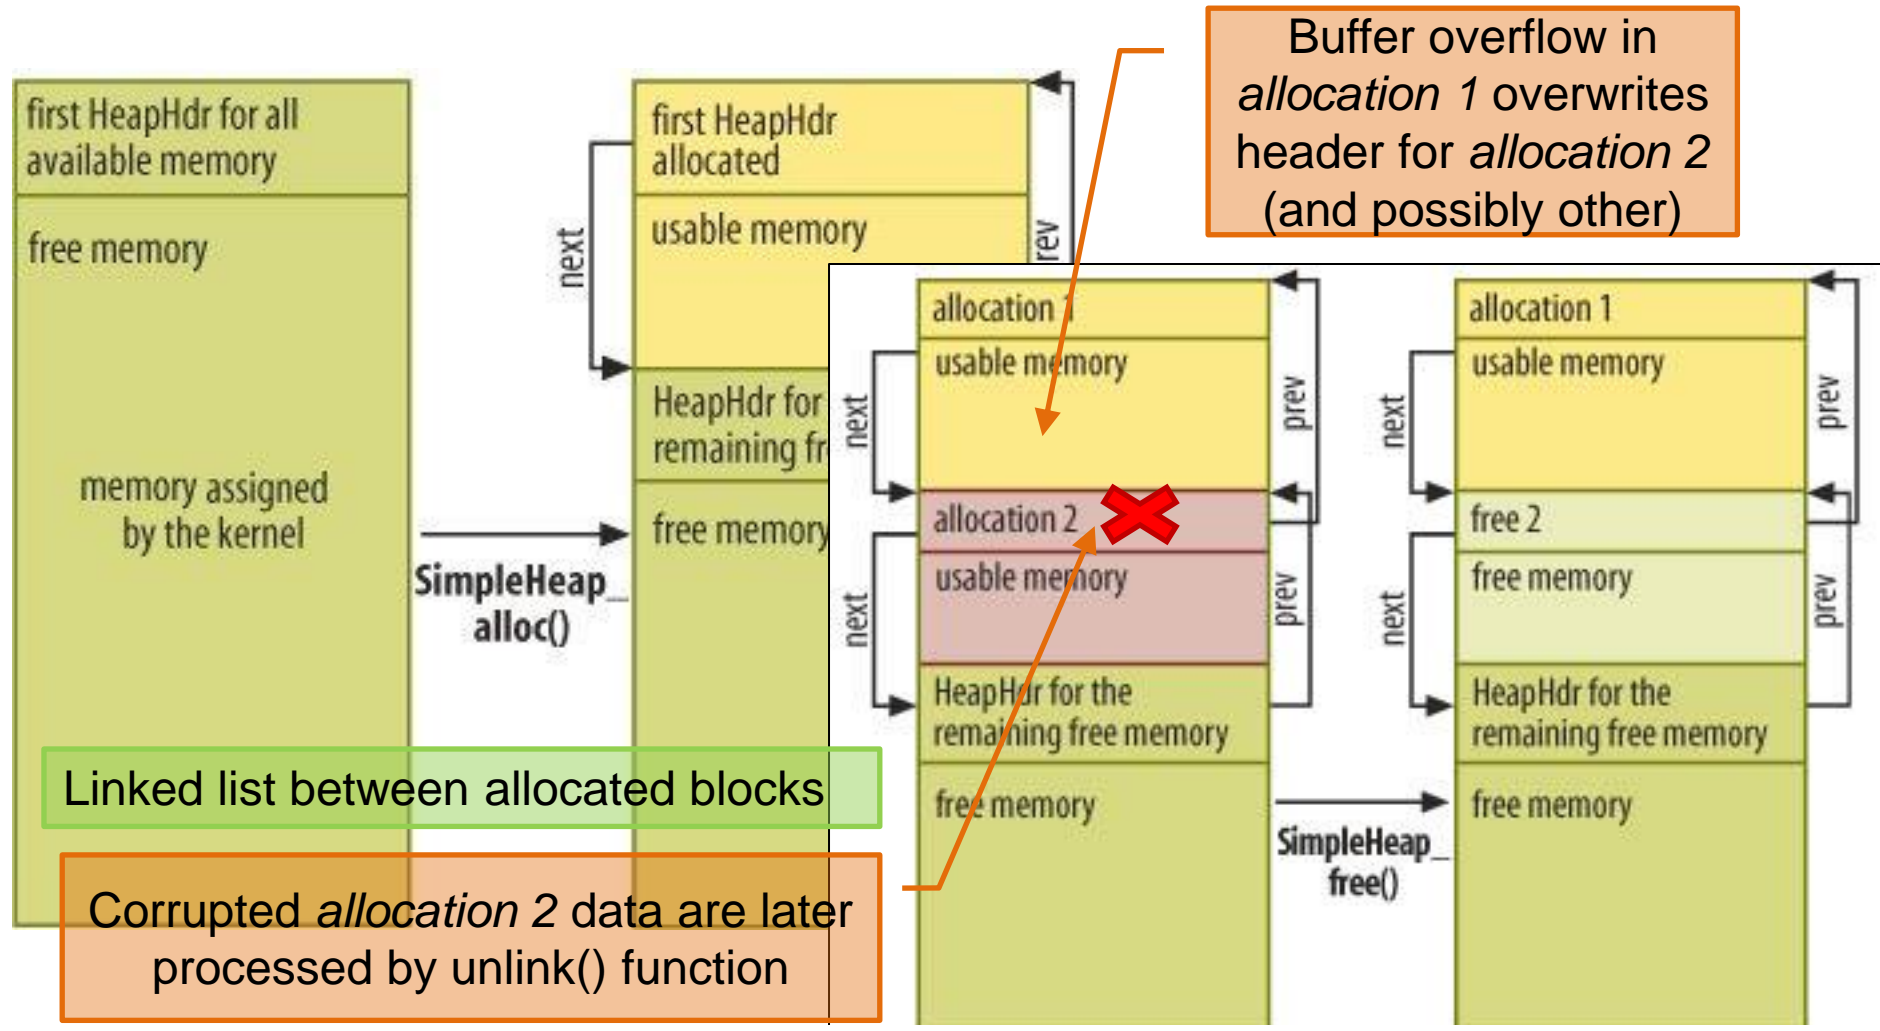 Buffer overflow in
allocation 1 overwrites
header for allocation 2
(and possibly other)
first HeapHdr for all
available memory
free memory
memory assigned
by the kernel
SimpleHeap_
alloc()
first HeapHdr
allocated
usable memory
next
rev
HeapHdr for
remaining fr
free memory
allocation 1
usable memory
next
prev
allocation 2
usable memory
next
prev
HeapHdr for the
remaining free memory
free memory
SimpleHeap_
free()
allocation 1
usable memory
next
prev
free 2
free memory
next
prev
HeapHdr for the
remaining free memory
free memory
Linked list between allocated blocks
Corrupted allocation 2 data are later
processed by unlink() function